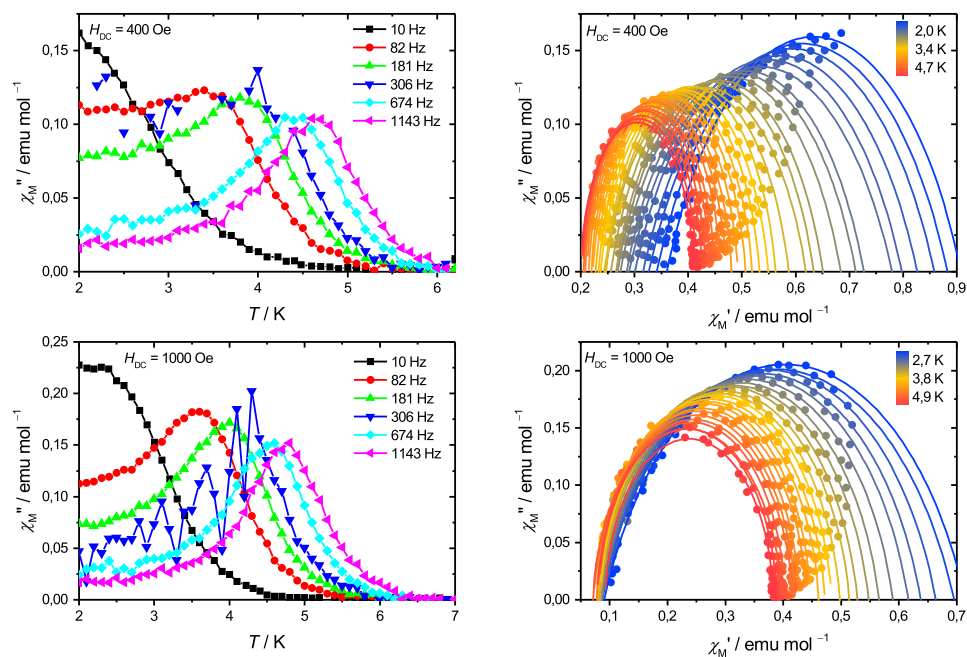 H_DC = 400 Oe
10 Hz
82 Hz
181 Hz
306 Hz
674 Hz
1143 Hz
0,15
0,10
0,05
0,00
χ_M'' / emu mol⁻¹
2 3 4 5 6
T / K
H_DC = 400 Oe
2,0 K
3,4 K
4,7 K
0,15
0,10
0,05
0,00
χ_M'' / emu mol⁻¹
0,2 0,3 0,4 0,5 0,6 0,7 0,8 0,9
χ_M' / emu mol⁻¹
H_DC = 1000 Oe
10 Hz
82 Hz
181 Hz
306 Hz
674 Hz
1143 Hz
0,25
0,20
0,15
0,10
0,05
0,00
χ_M'' / emu mol⁻¹
2 3 4 5 6 7
T / K
H_DC = 1000 Oe
2,7 K
3,8 K
4,9 K
0,20
0,15
0,10
0,05
0,00
χ_M'' / emu mol⁻¹
0,1 0,2 0,3 0,4 0,5 0,6 0,7
χ_M' / emu mol⁻¹